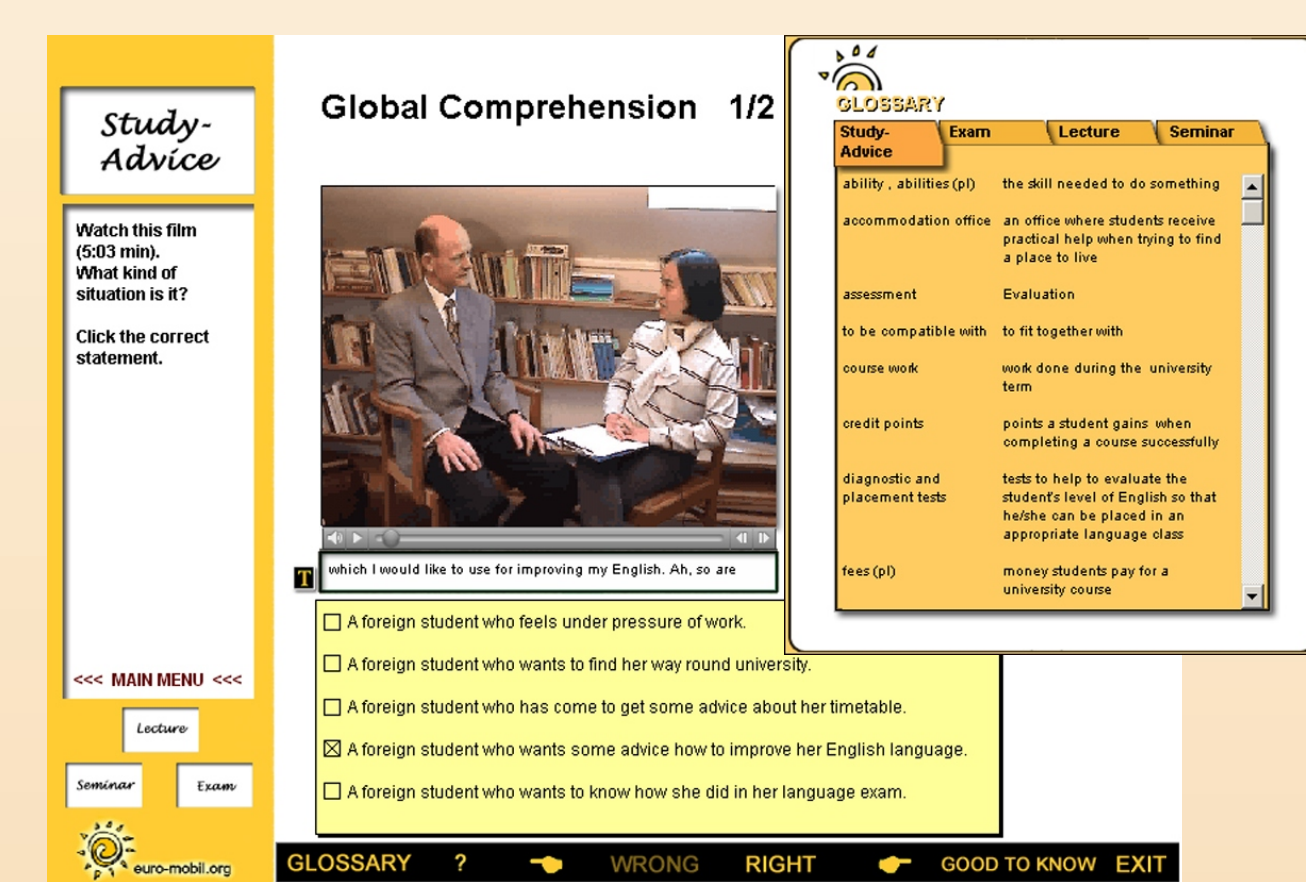 Study-
Advice
Watch this film
(5:03 min).
What kind of
situation is it?
Click the correct
statement.
<<< MAIN MENU <<<
Lecture
Seminar
Exam
euro-mobil.org
Global Comprehension 1/2
T
which I would like to use for improving my English. Ah, so are
A foreign student who feels under pressure of work.
A foreign student who wants to find her way round university.
A foreign student who has come to get some advice about her timetable.
A foreign student who wants some advice how to improve her English language.
A foreign student who wants to know how she did in her language exam.
GLOSSARY
Study-
Advice
Exam
Lecture
Seminar
ability , abilities (pl) the skill needed to do something
accommodation office an office where students receive
practical help when trying to find
a place to live
assessment Evaluation
to be compatible with to fit together with
course work work done during the university
term
credit points points a student gains when
completing a course successfully
diagnostic and tests to help to evaluate the
placement tests student's level of English so that
he/she can be placed in an
appropriate language class
fees (pl) money students pay for a
university course
GLOSSARY ? WRONG RIGHT GOOD TO KNOW EXIT